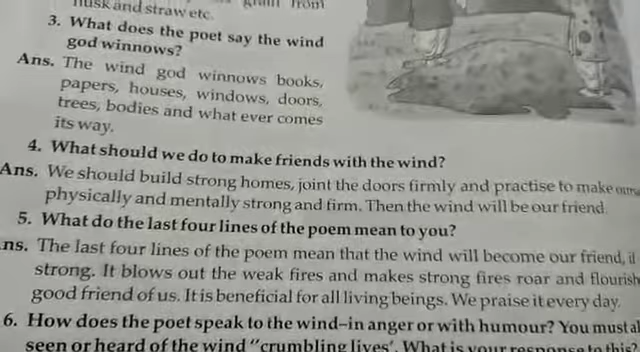 husk and straw etc. grain from
3. What does the poet say the wind
god winnows?
Ans. The wind god winnows books,
papers, houses, windows, doors,
trees, bodies and what ever comes
its way.
4. What should we do to make friends with the wind?
Ans. We should build strong homes, joint the doors firmly and practise to make
physically and mentally strong and firm. Then the wind will be our friend.
5. What do the last four lines of the poem mean to you?
ns. The last four lines of the poem mean that the wind will become our friend, if
strong. It blows out the weak fires and makes strong fires roar and flourish
good friend of us. It is beneficial for all living beings. We praise it every day.
6. How does the poet speak to the wind–in anger or with humour? You must al
seen or heard of the wind "crumbling lives'. What is your response to this?